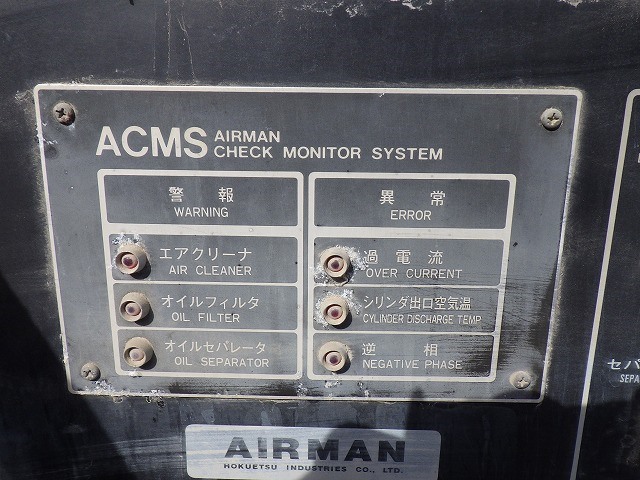 ACMS AIRMAN
CHECK MONITOR SYSTEM
警報
WARNING
エアクリーナ
AIR CLEANER
オイルフィルタ
OIL FILTER
オイルセパレータ
OIL SEPARATOR
異常
ERROR
過電流
OVER CURRENT
シリンダ出口空気温
CYLINDER DISCHARGE TEMP
逆相
NEGATIVE PHASE
AIRMAN
HOKUETSU INDUSTRIES CO., LTD.
セパ
SEPA